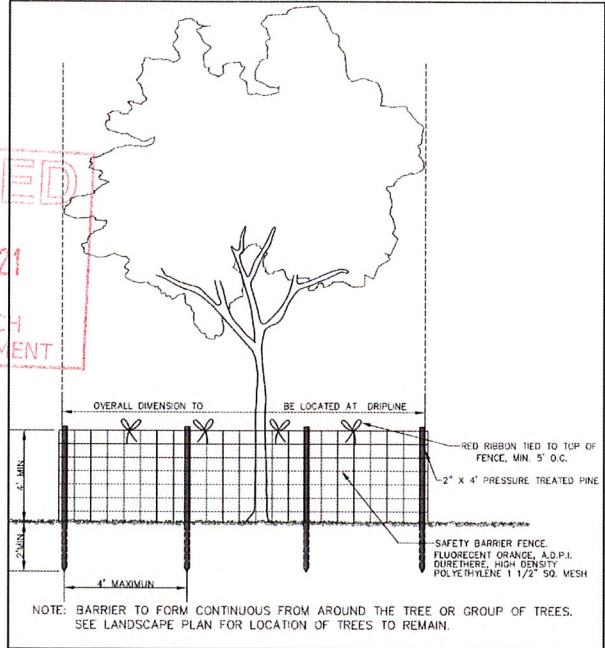 ED
21
CH
MENT
OVERALL DIVENSION TO BE LOCATED AT DRIPLINE
RED RIBBON TIED TO TOP OF
FENCE, MIN. 5' O.C.
2" X 4' PRESSURE TREATED PINE
4' MIN
2'MIN
SAFETY BARRIER FENCE.
FLUORECENT ORANGE, A.D.P.I.
DURETHERE, HIGH DENSITY
POLYETHYLENE 1 1/2" SQ. MESH
4' MAXIMUN
NOTE: BARRIER TO FORM CONTINUOUS FROM AROUND THE TREE OR GROUP OF TREES.
SEE LANDSCAPE PLAN FOR LOCATION OF TREES TO REMAIN.